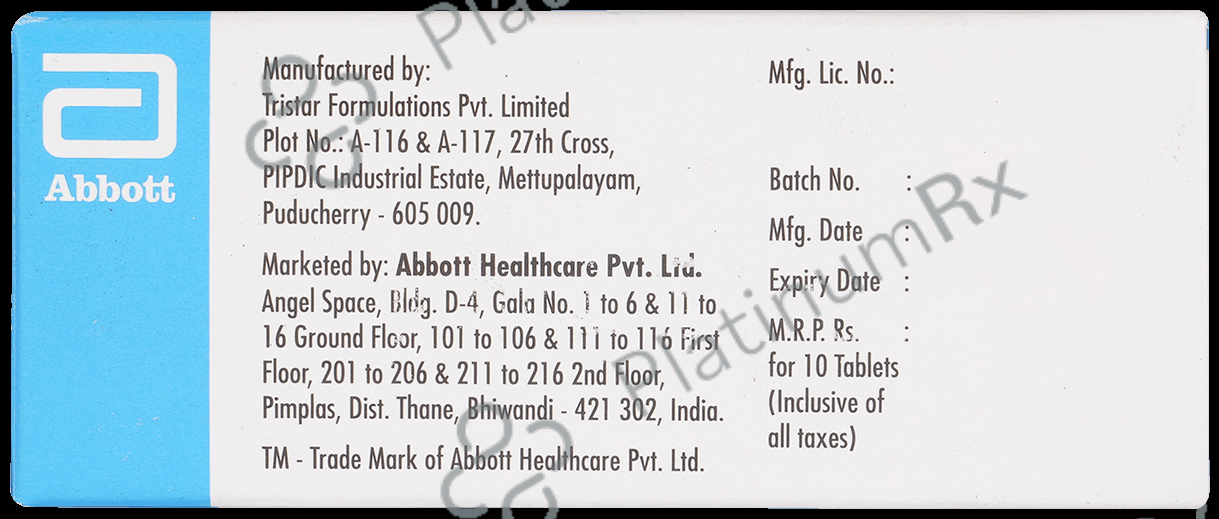 Abbott
Manufactured by:
Tristar Formulations Pvt. Limited
Plot No.: A-116 & A-117, 27th Cross,
PIPDIC Industrial Estate, Mettupalayam,
Puducherry - 605 009.
Marketed by: Abbott Healthcare Pvt. Ltd.
Angel Space, Bldg. D-4, Gala No. 1 to 6 & 11 to
16 Ground Floor, 101 to 106 & 111 to 116 First
Floor, 201 to 206 & 211 to 216 2nd Floor,
Pimplas, Dist. Thane, Bhiwandi - 421 302, India.
TM - Trade Mark of Abbott Healthcare Pvt. Ltd.
Mfg. Lic. No.:
Batch No. :
Mfg. Date :
Expiry Date :
M.R.P. Rs. :
for 10 Tablets
(Inclusive of
all taxes)
PlatinumRx